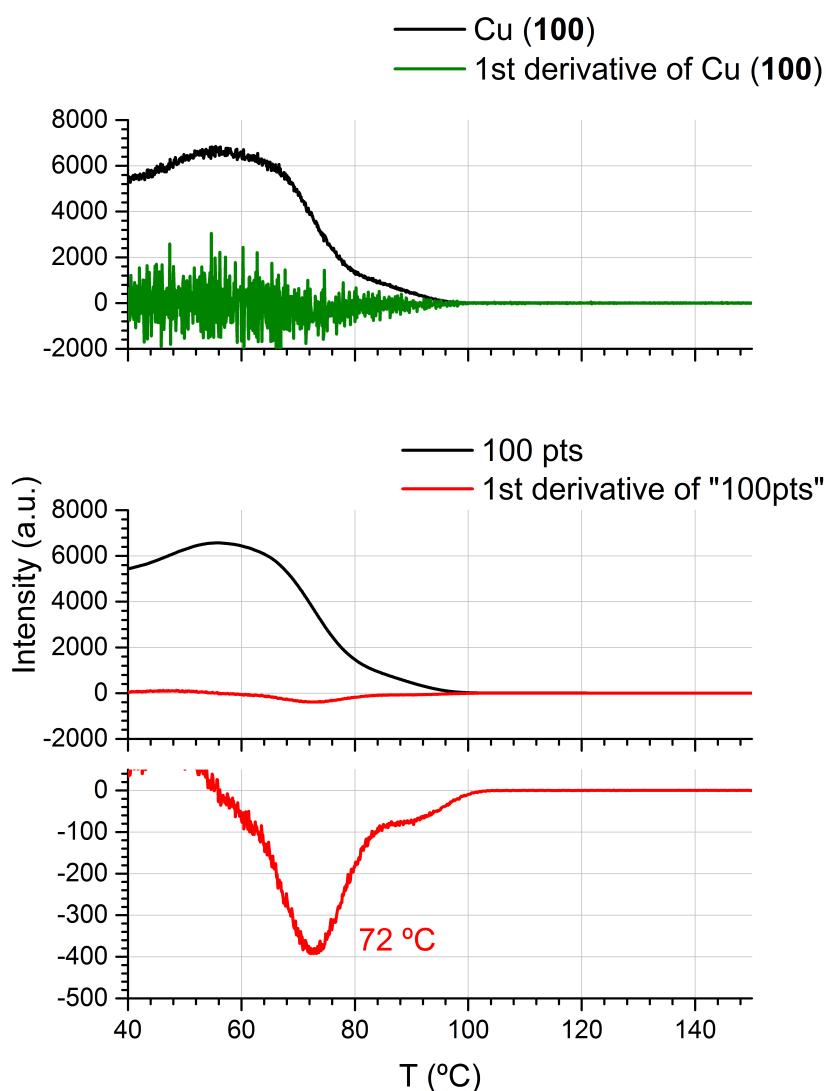 Cu (100)
1st derivative of Cu (100)
8000
6000
4000
2000
0
-2000
100 pts
1st derivative of "100pts"
Intensity (a.u.)
8000
6000
4000
2000
0
-2000
0
-100
-200
-300
-400
-500
72 ºC
40 60 80 100 120 140
T (ºC)